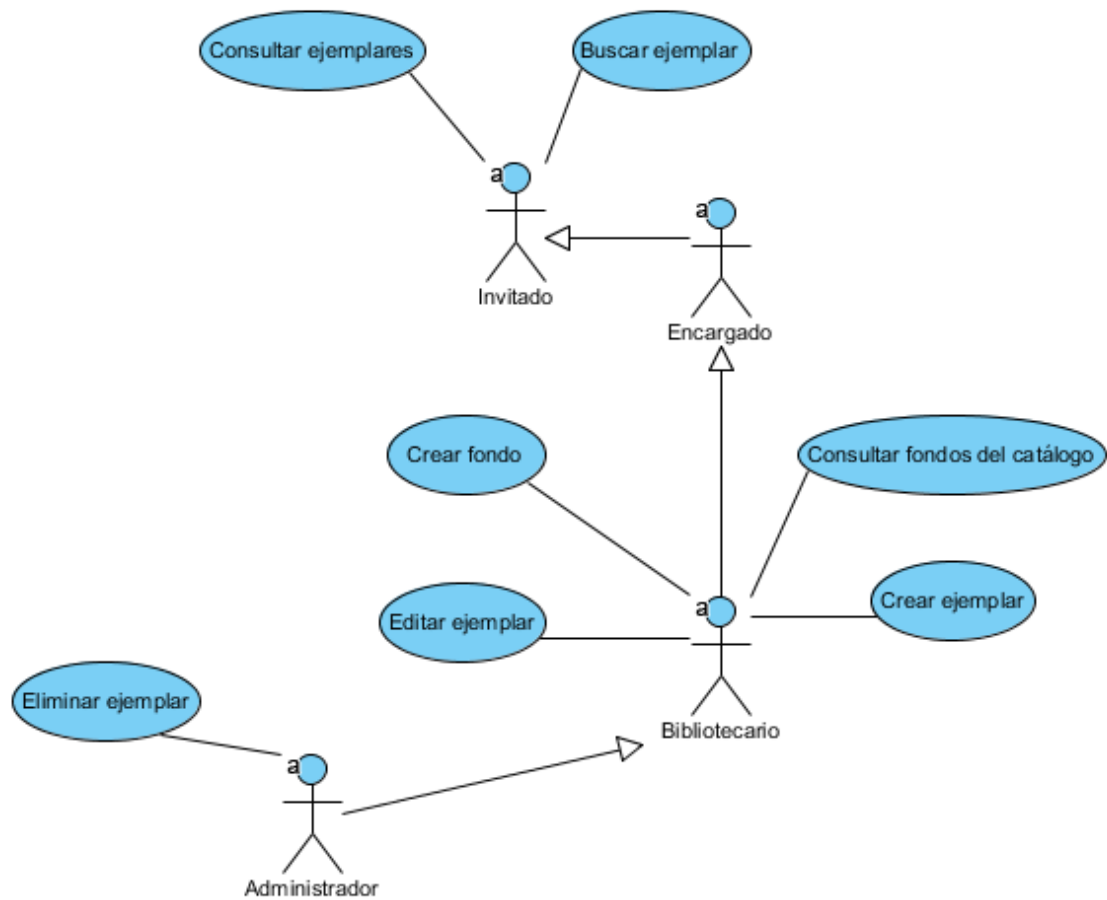 Consultar ejemplares
Buscar ejemplar
a
a
Invitado
Encargado
Crear fondo
Consultar fondos del catálogo
Editar ejemplar
a
Crear ejemplar
Eliminar ejemplar
Bibliotecario
a
Administrador